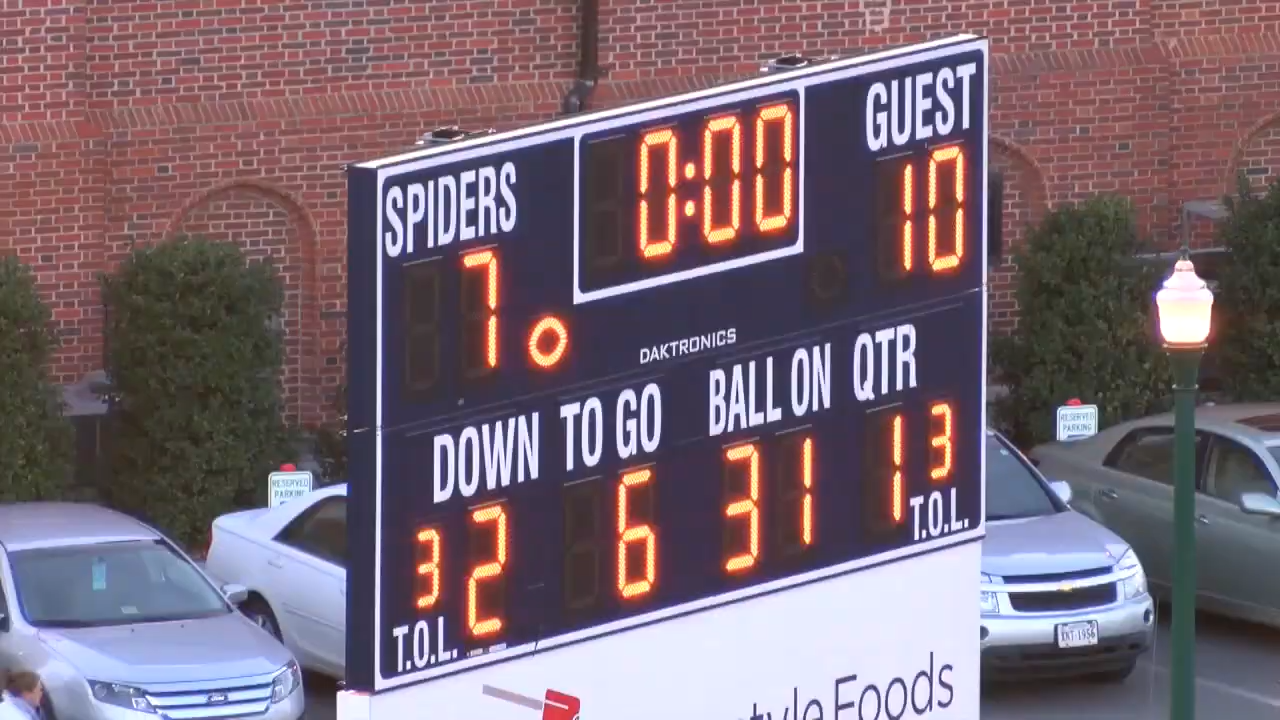 GUEST
0:00
SPIDERS
10
7
DAKTRONICS
DOWN TO GO BALL ON QTR
3 2 6 31 1 3
T.O.L.
T.O.L.
RESERVED
PARKING
RESERVED
PARKING
Foods